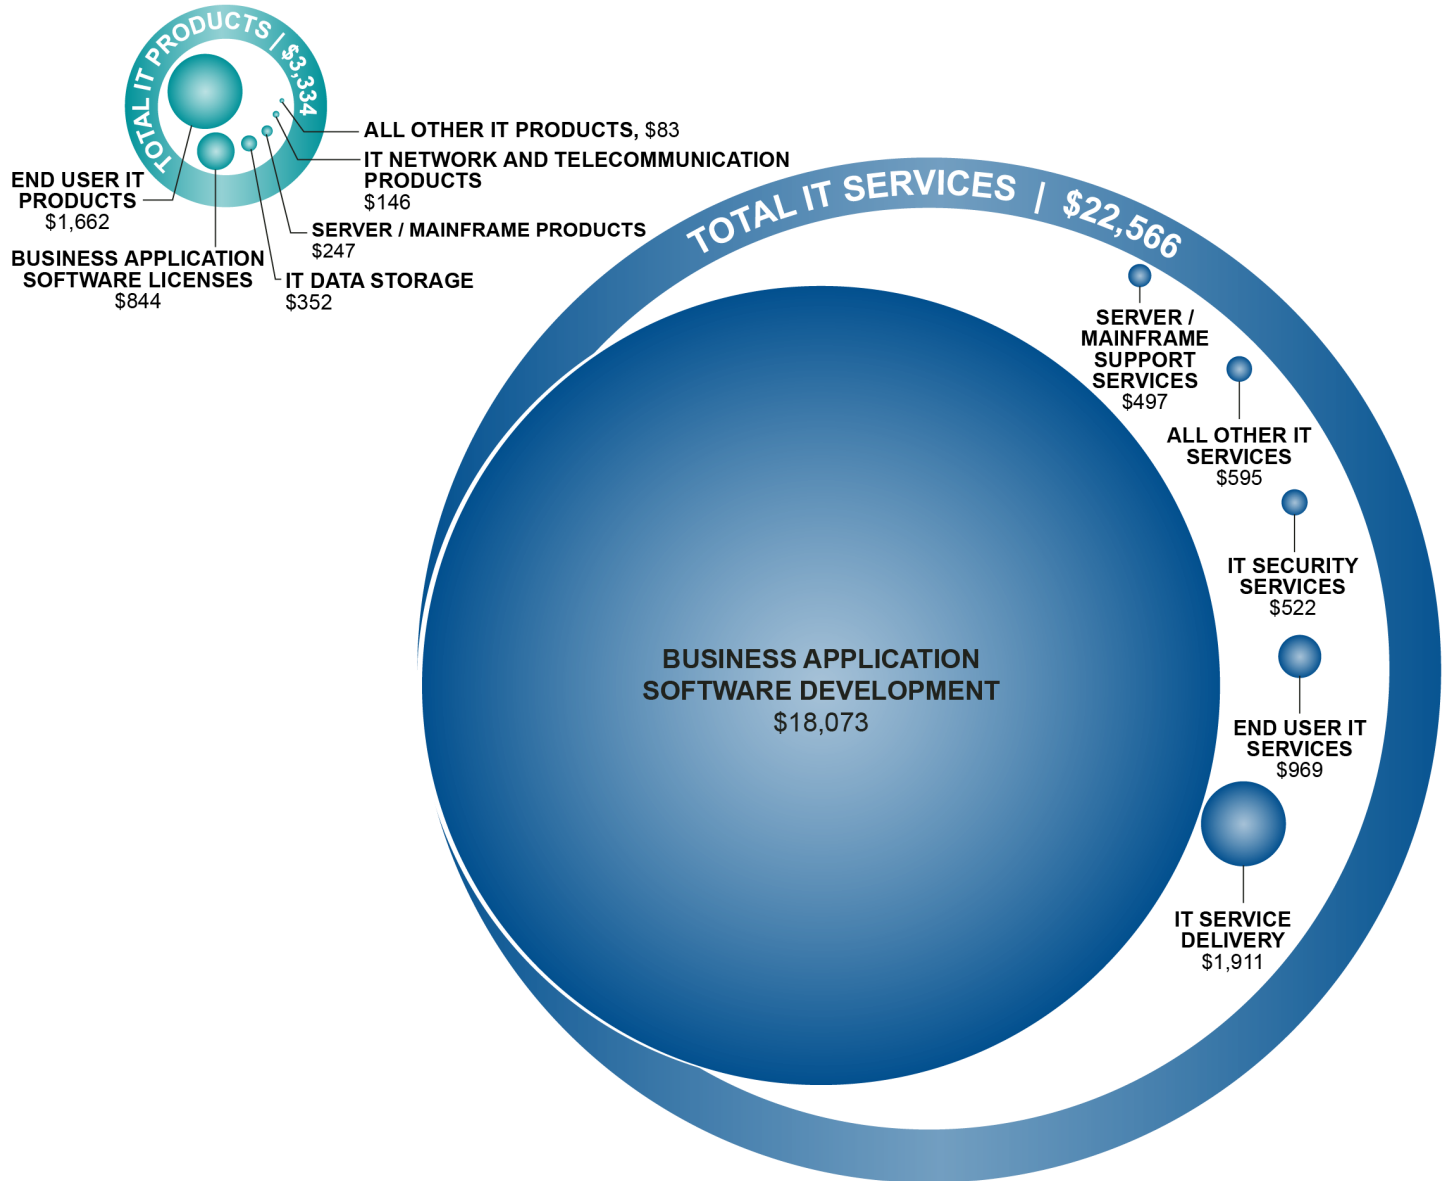 TOTAL IT PRODUCTS | $3,334
ALL OTHER IT PRODUCTS, $83
IT NETWORK AND TELECOMMUNICATION
PRODUCTS
$146
END USER IT
PRODUCTS
$1,662
SERVER / MAINFRAME PRODUCTS
$247
BUSINESS APPLICATION
SOFTWARE LICENSES
$844
IT DATA STORAGE
$352
TOTAL IT SERVICES | $22,566
SERVER /
MAINFRAME
SUPPORT
SERVICES
$497
ALL OTHER IT
SERVICES
$595
IT SECURITY
SERVICES
$522
BUSINESS APPLICATION
SOFTWARE DEVELOPMENT
$18,073
END USER IT
SERVICES
$969
IT SERVICE
DELIVERY
$1,911